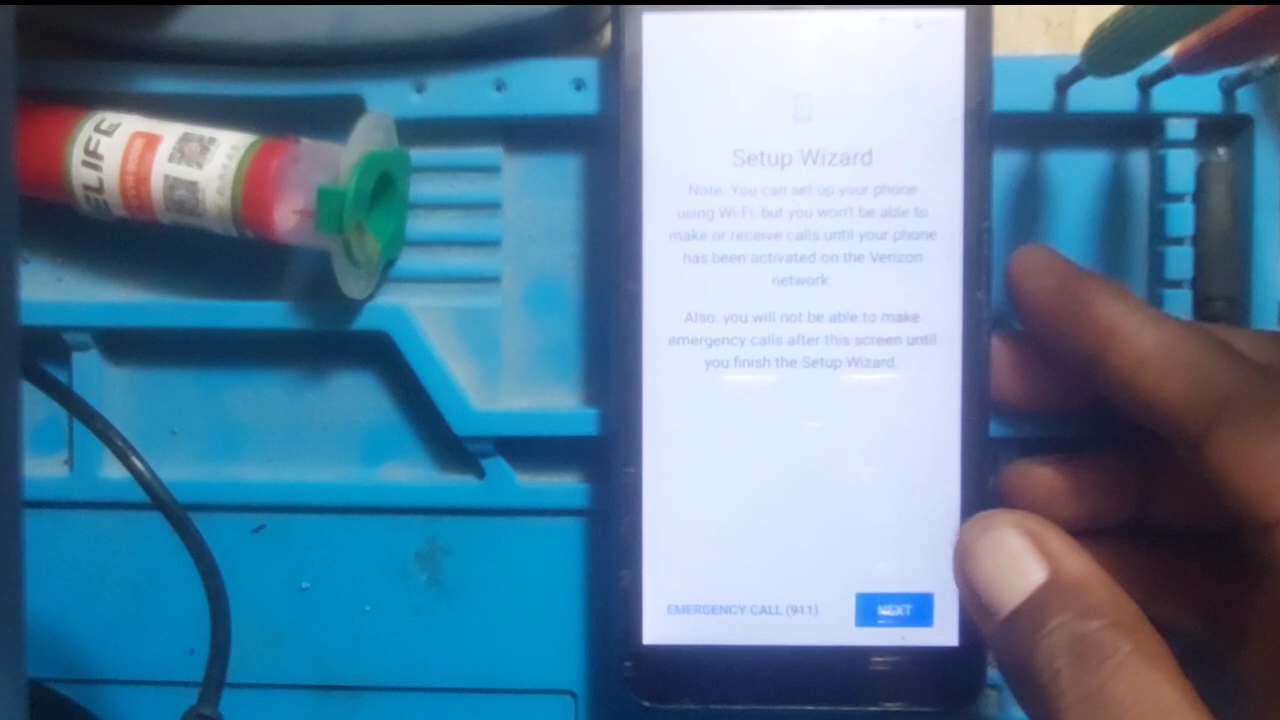 ELIFE
Setup Wizard
Note: You can set up your phone
using Wi-Fi, but you won't be able to
make or receive calls until your phone
has been activated on the Verizon
network.
Also, you will not be able to make
emergency calls after this screen until
you finish the Setup Wizard.
EMERGENCY CALL (911)
NEXT